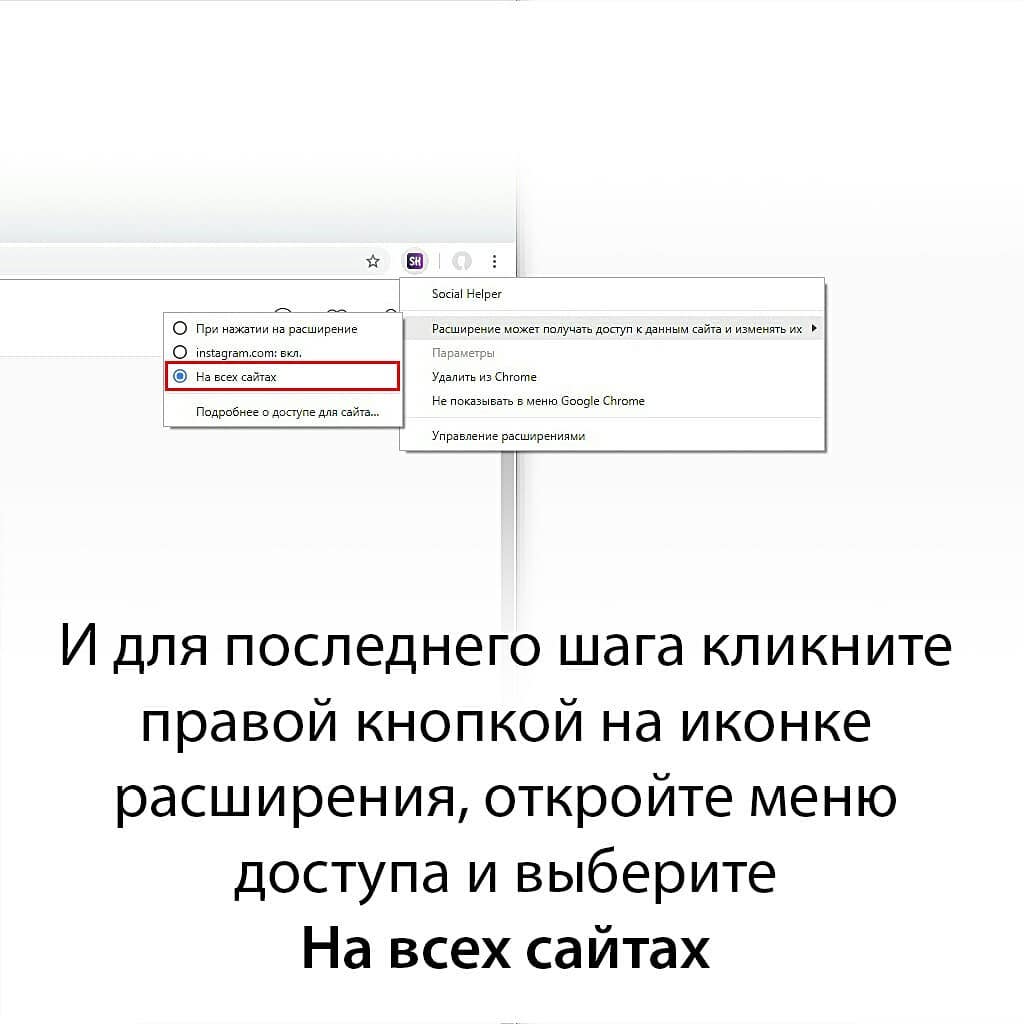 SH
Social Helper
При нажатии на расширение
Расширение может получать доступ к данным сайта и изменять их
instagram.com: вкл.
Параметры
На всех сайтах
Удалить из Chrome
Не показывать в меню Google Chrome
Подробнее о доступе для сайта...
Управление расширениями
И для последнего шага кликните
правой кнопкой на иконке
расширения, откройте меню
доступа и выберите
На всех сайтах